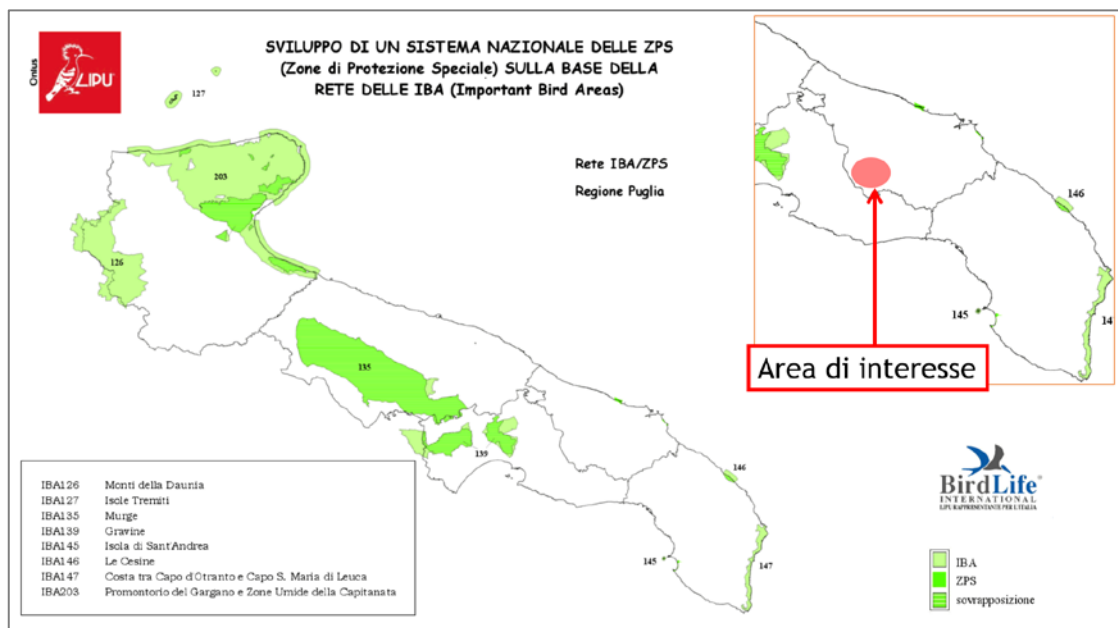 Onlus
LIPU
SVILUPPO DI UN SISTEMA NAZIONALE DELLE ZPS
(Zone di Protezione Speciale) SULLA BASE DELLA
RETE DELLE IBA (Important Bird Areas)
Rete IBA/ZPS
Regione Puglia
127
203
126
135
139
146
145
147
146
145
14
Area di interesse
IBA126 Monti della Daunia
IBA127 Isole Tremiti
IBA135 Murge
IBA139 Gravine
IBA145 Isola di Sant'Andrea
IBA146 Le Cesine
IBA147 Costa tra Capo d'Otranto e Capo S. Maria di Leuca
IBA203 Promontorio del Gargano e Zone Umide della Capitanata
BirdLife®
INTERNATIONAL
LIPU RAPPRESENTANTE PER L'ITALIA
IBA
ZPS
sovrapposizione